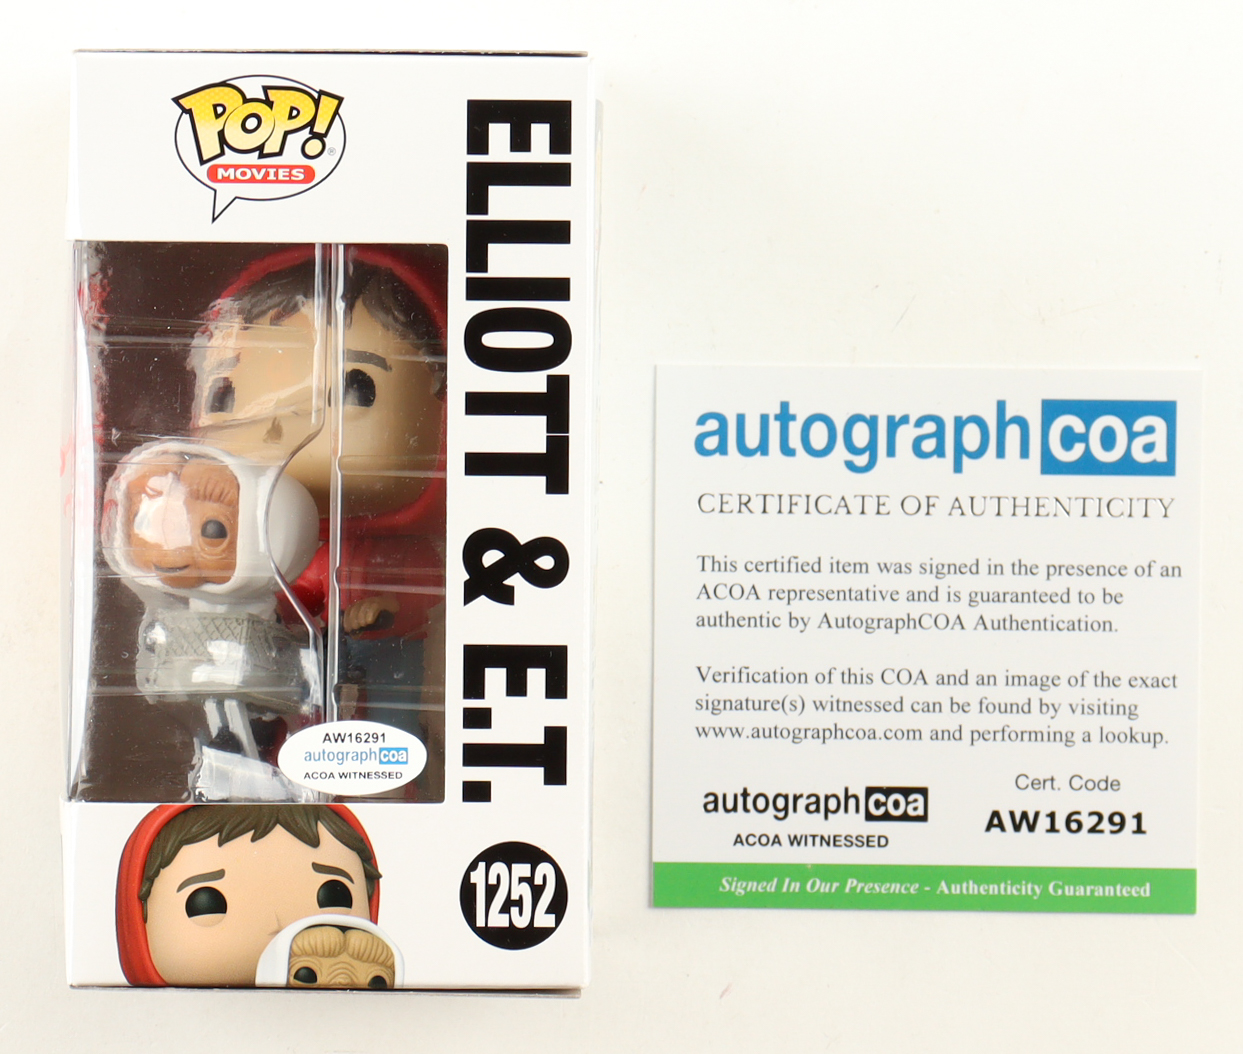 POP!
MOVIES
ELLIOTT & E.T.
AW16291
autographcoa
ACOA WITNESSED
1252
autograph coa
CERTIFICATE OF AUTHENTICITY
This certified item was signed in the presence of an
ACOA representative and is guaranteed to be
authentic by AutographCOA Authentication.
Verification of this COA and an image of the exact
signature(s) witnessed can be found by visiting
www.autographcoa.com and performing a lookup.
autograph coa
ACOA WITNESSED
Cert. Code
AW16291
Signed In Our Presence - Authenticity Guaranteed